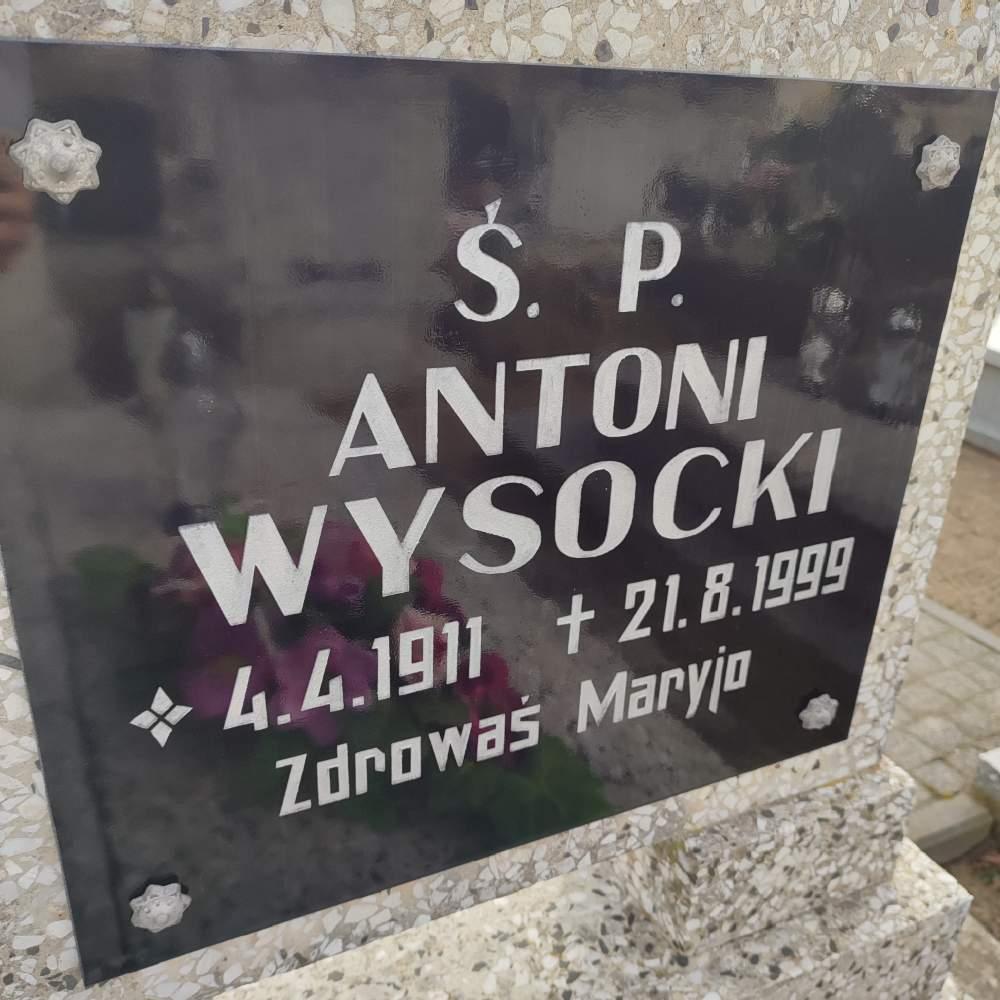 Ś. P.
ANTONI
WYSOCKI
4.4.1911 † 21.8.1999
Zdrowaś Maryjo